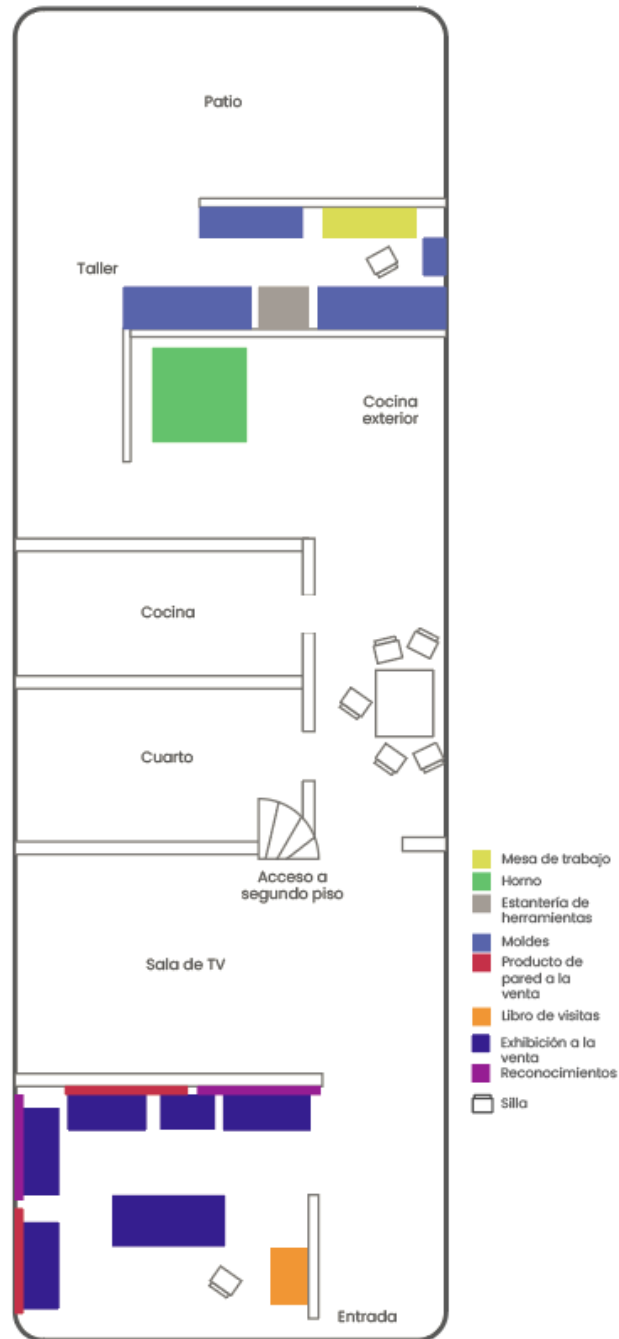 Patio
Taller
Cocina
exterior
Cocina
Cuarto
Acceso a
segundo piso
Sala de TV
Entrada
Mesa de trabajo
Horno
Estantería de
herramientas
Moldes
Producto de
pared a la
venta
Libro de visitas
Exhibición a la
venta
Reconocimientos
Silla